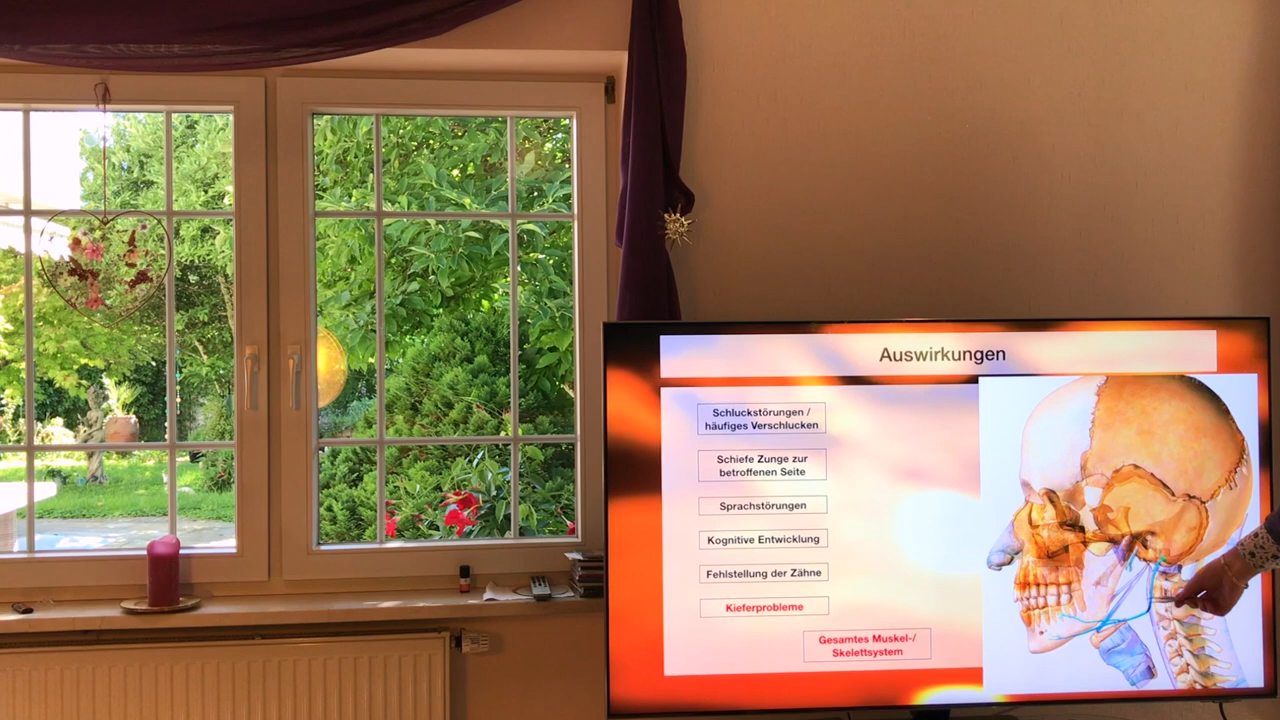 Auswirkungen
Schluckstörungen /
häufiges Verschlucken
Schiefe Zunge zur
betroffenen Seite
Sprachstörungen
Kognitive Entwicklung
Fehlstellung der Zähne
Kieferprobleme
Gesamtes Muskel-/
Skelettsystem